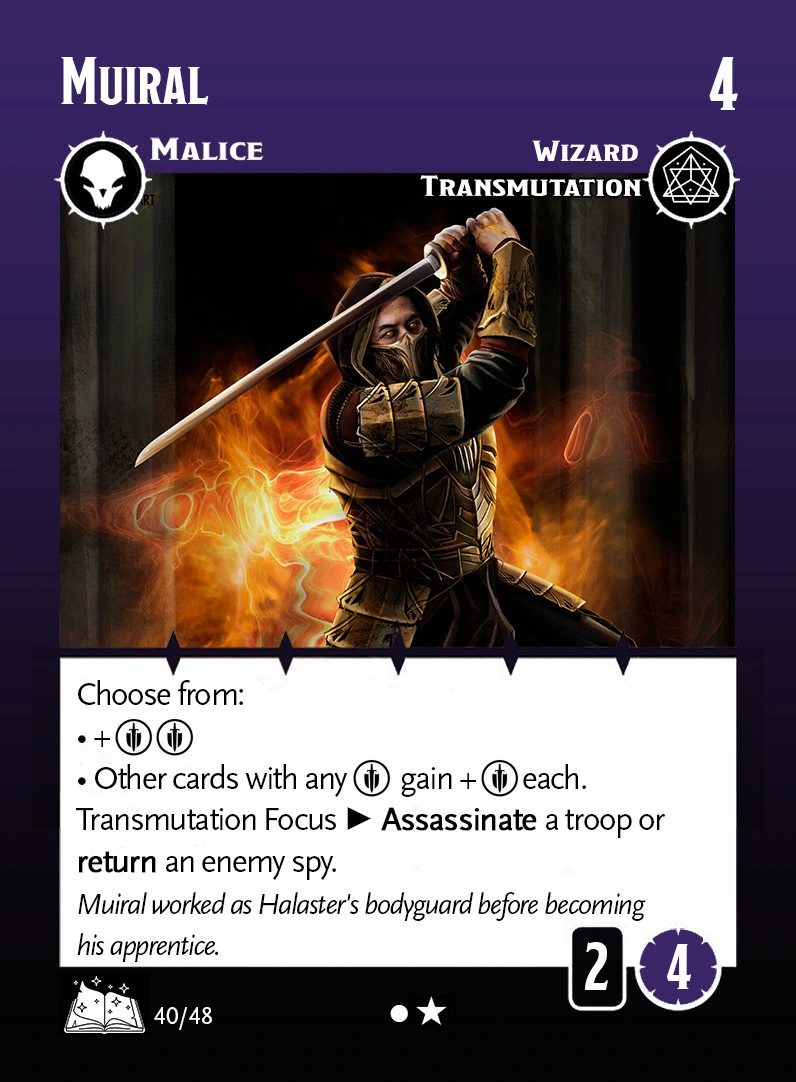 Muiral
4
Malice
Wizard
Transmutation
Choose from:
• +
• Other cards with any gain + each.
Transmutation Focus ► Assassinate a troop or
return an enemy spy.
Muiral worked as Halaster's bodyguard before becoming
his apprentice.
2
4
40/48